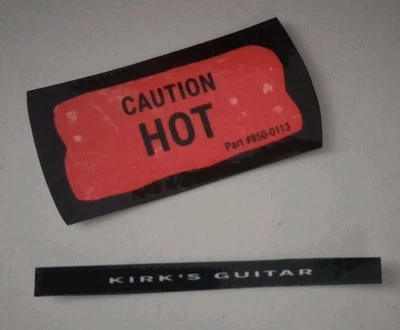 CAUTION
HOT
Part #850-0113
KIRK'S GUITAR